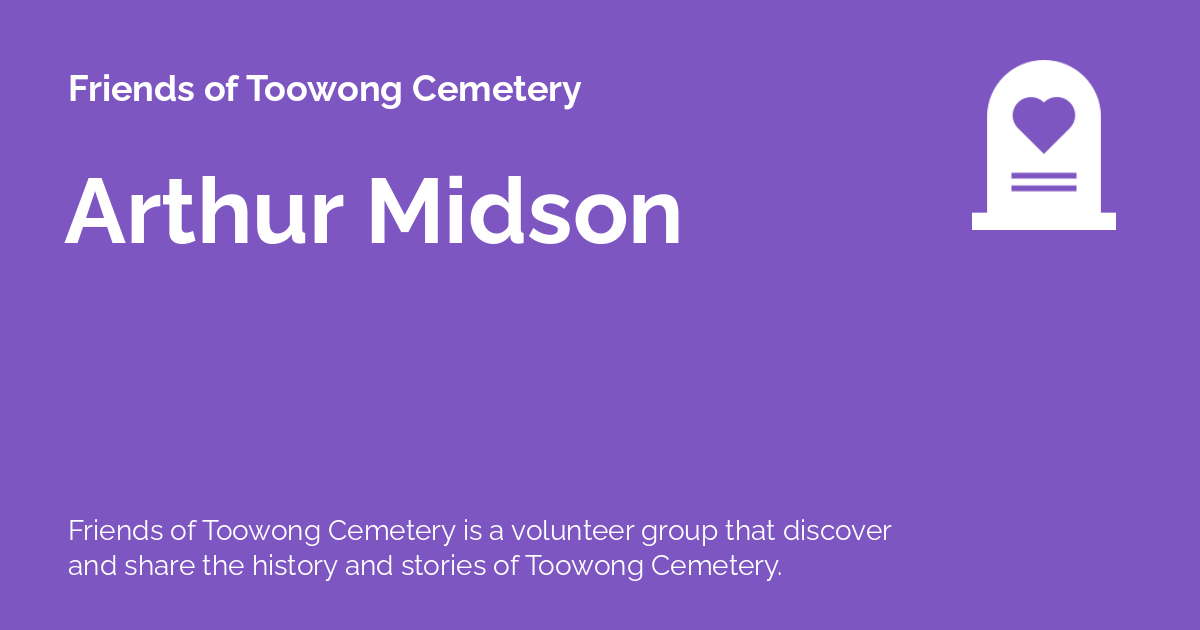 Friends of Toowong Cemetery
Arthur Midson
Friends of Toowong Cemetery is a volunteer group that discover
and share the history and stories of Toowong Cemetery.